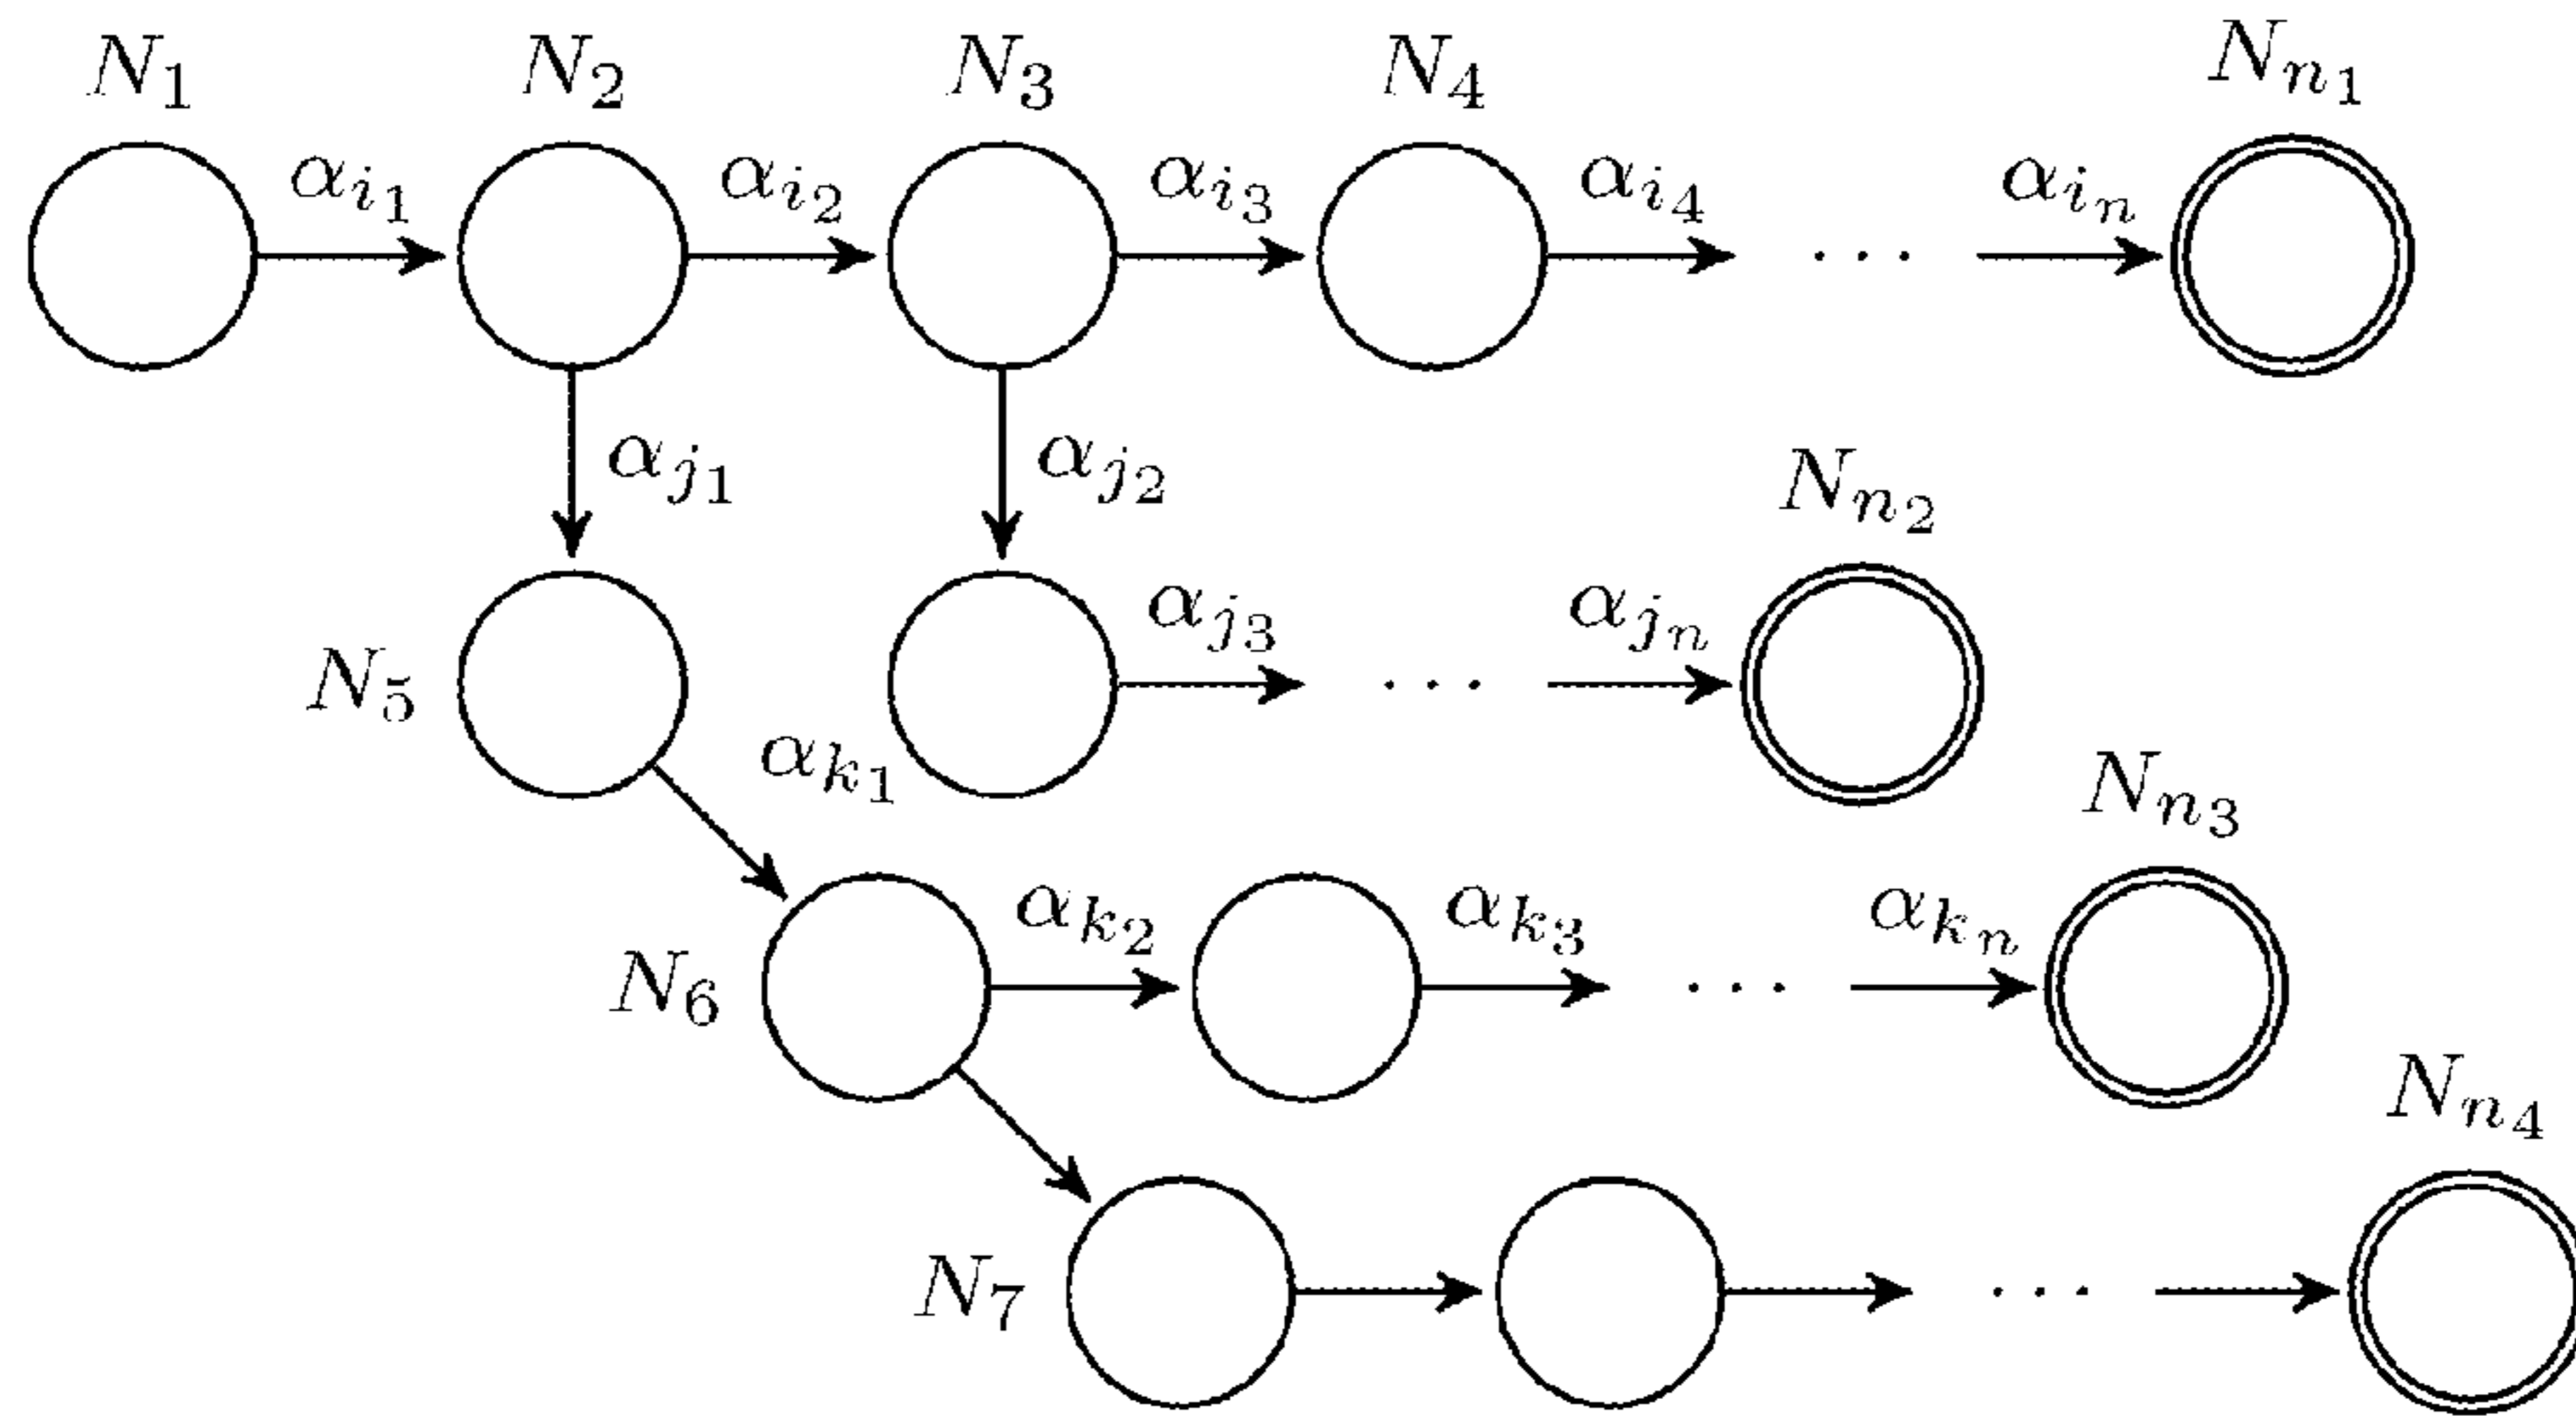 N₁ N₂ N₃ N₄ Nₙ₁
αᵢ₁ αᵢ₂ αᵢ₃ αᵢ₄ ··· αᵢₙ
αⱼ₁ αⱼ₂ Nₙ₂
αⱼ₃ ··· αⱼₙ
N₅
αₖ₁ Nₙ₃
αₖ₂ αₖ₃ ··· αₖₙ
N₆
Nₙ₄
N₇ ···